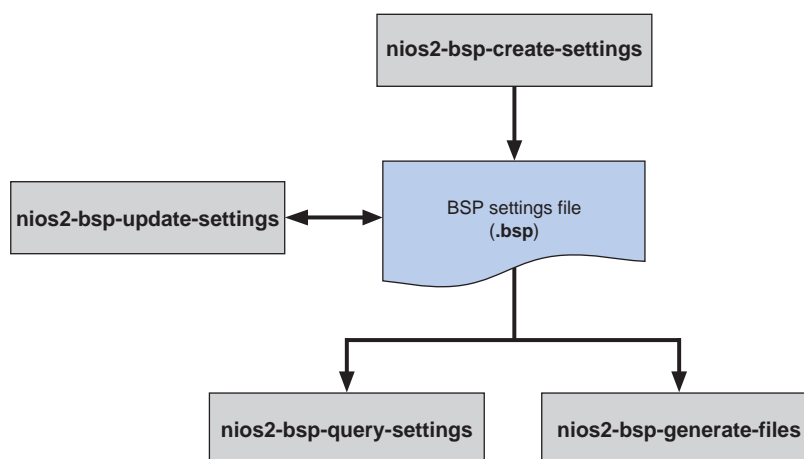 nios2-bsp-create-settings
BSP settings file
(.bsp)
nios2-bsp-update-settings
nios2-bsp-query-settings
nios2-bsp-generate-files